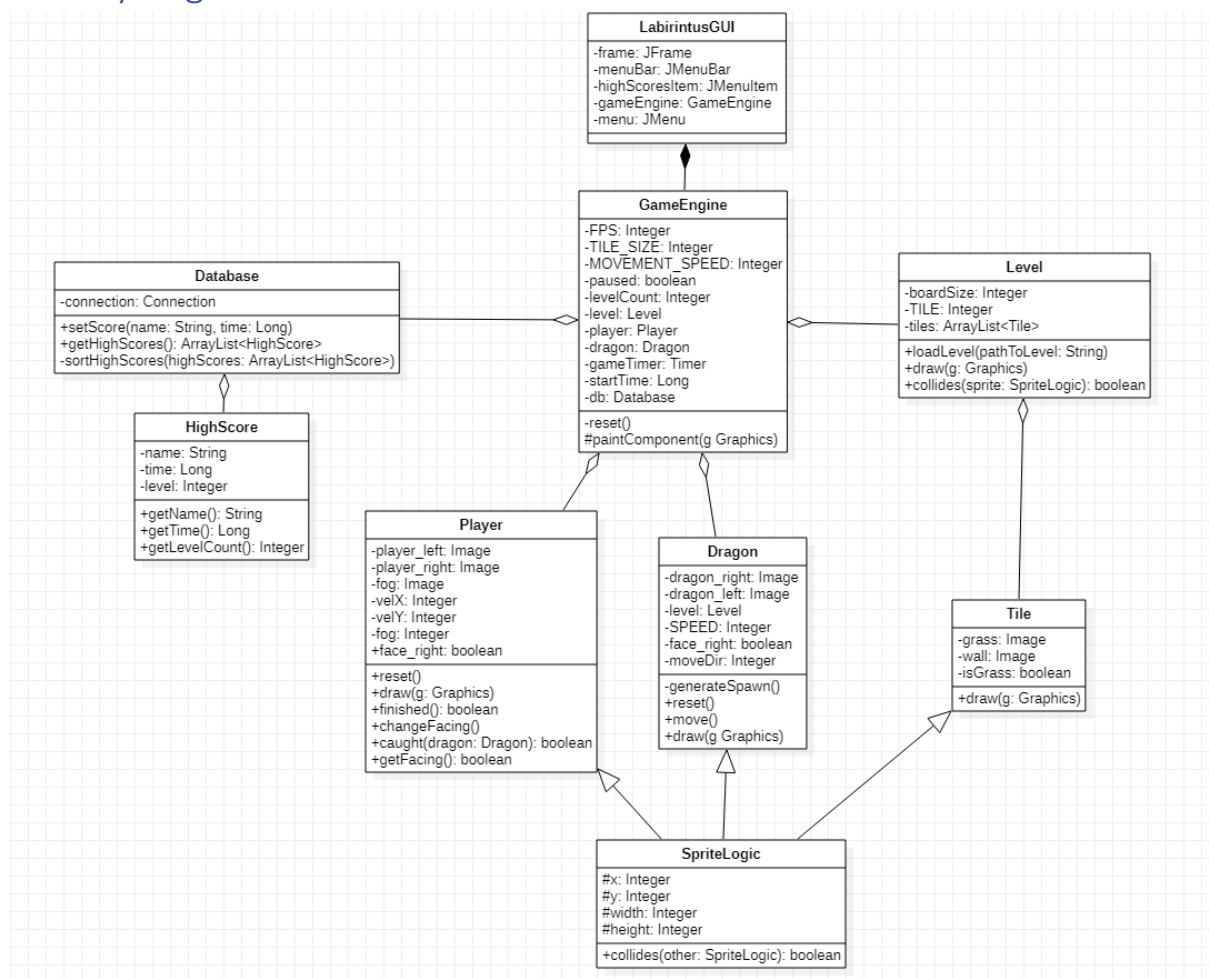 LabirintusGUI
-frame: JFrame
-menuBar: JMenuBar
-highScoresItem: JMenuItem
-gameEngine: GameEngine
-menu: JMenu
GameEngine
-FPS: Integer
-TILE_SIZE: Integer
-MOVEMENT_SPEED: Integer
-paused: boolean
-levelCount: Integer
-level: Level
-player: Player
-dragon: Dragon
-gameTimer: Timer
-startTime: Long
-db: Database
-reset()
#paintComponent(g Graphics)
Database
-connection: Connection
+setScore(name: String, time: Long)
+getHighScores(): ArrayList<HighScore>
-sortHighScores(highScores: ArrayList<HighScore>)
Level
-boardSize: Integer
-TILE: Integer
-tiles: ArrayList<Tile>
+loadLevel(pathToLevel: String)
+draw(g: Graphics)
+collides(sprite: SpriteLogic): boolean
HighScore
-name: String
-time: Long
-level: Integer
+getName(): String
+getTime(): Long
+getLevelCount(): Integer
Player
-player_left: Image
-player_right: Image
-fog: Image
-velX: Integer
-velY: Integer
-fog: Integer
+face_right: boolean
+reset()
+draw(g: Graphics)
+finished(): boolean
+changeFacing()
+caught(dragon: Dragon): boolean
+getFacing(): boolean
Dragon
-dragon_right: Image
-dragon_left: Image
-level: Level
-SPEED: Integer
-face_right: boolean
-moveDir: Integer
-generateSpawn()
+reset()
+move()
+draw(g Graphics)
Tile
-grass: Image
-wall: Image
-isGrass: boolean
+draw(g: Graphics)
SpriteLogic
#x: Integer
#y: Integer
#width: Integer
#height: Integer
+collides(other: SpriteLogic): boolean